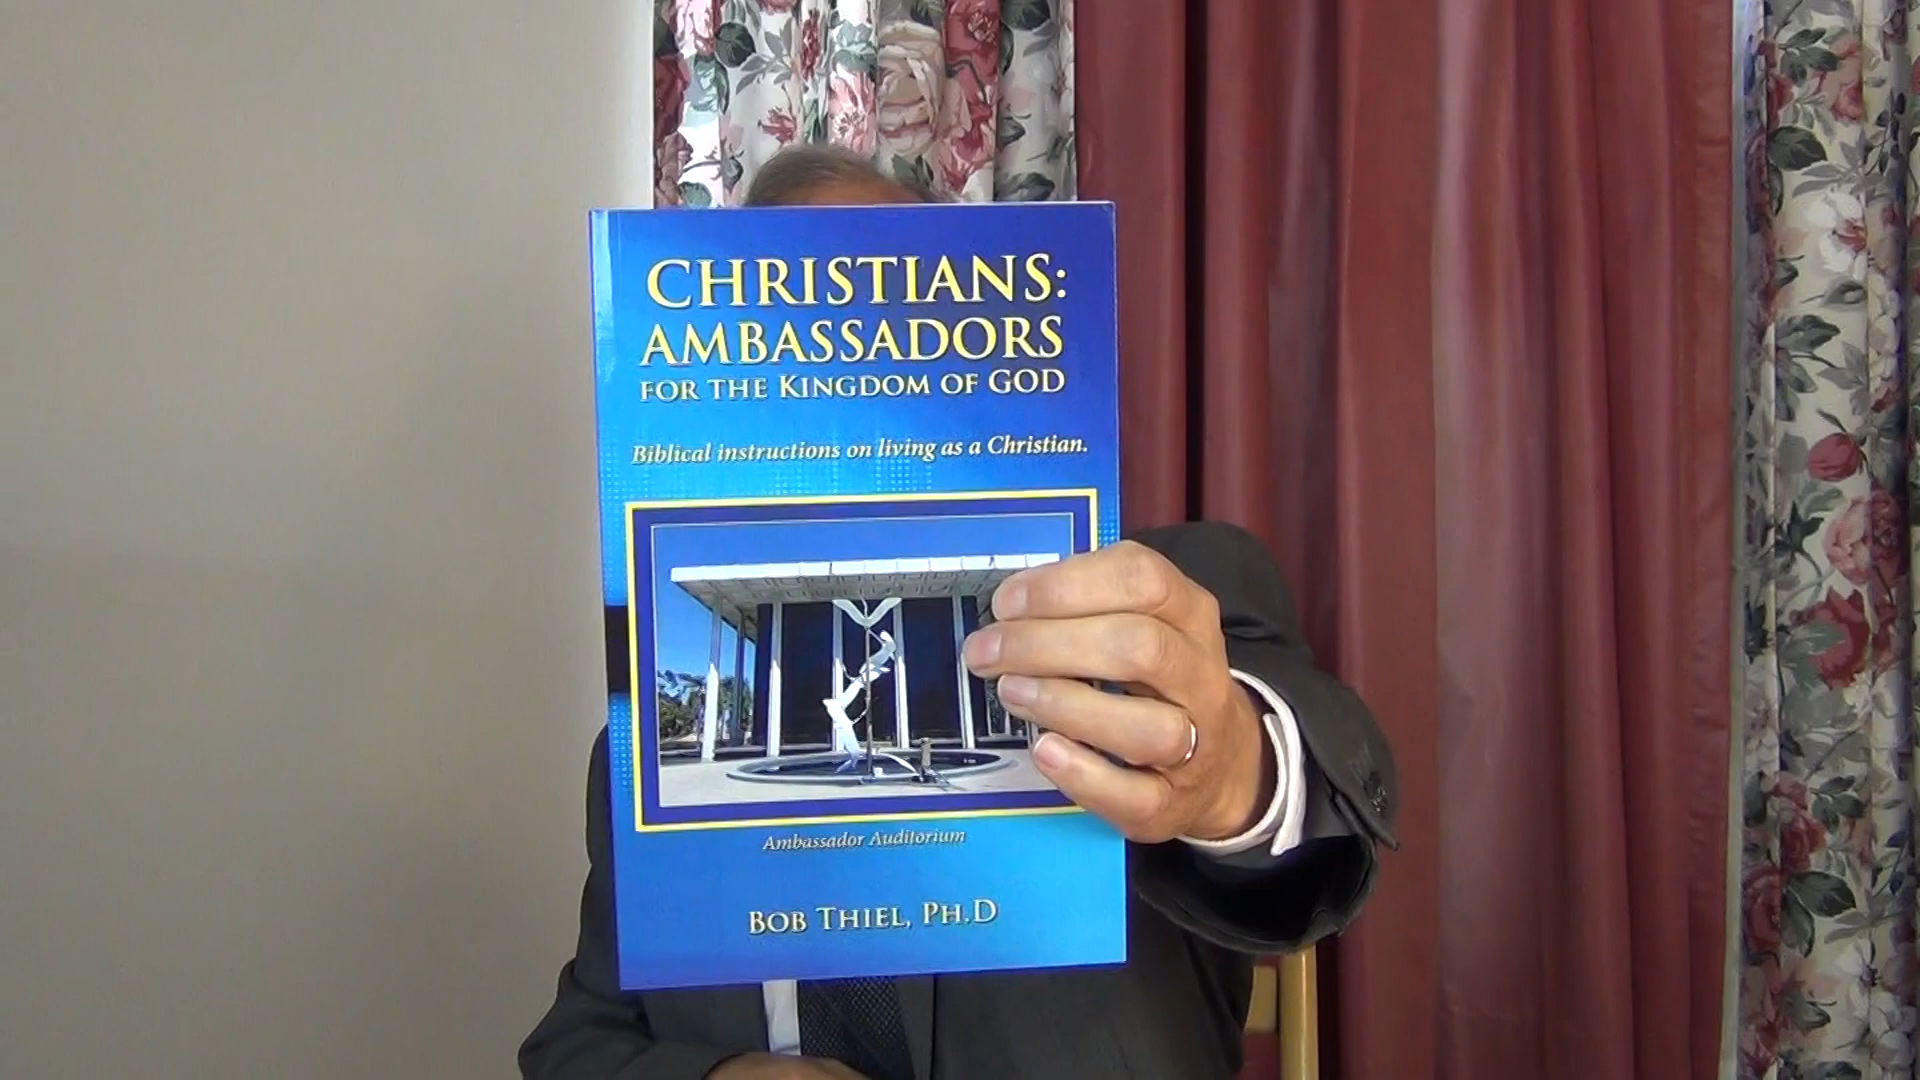 CHRISTIANS:
AMBASSADORS
FOR THE KINGDOM OF GOD
Biblical instructions on living as a Christian.
Ambassador Auditorium
BOB THIEL, PH.D